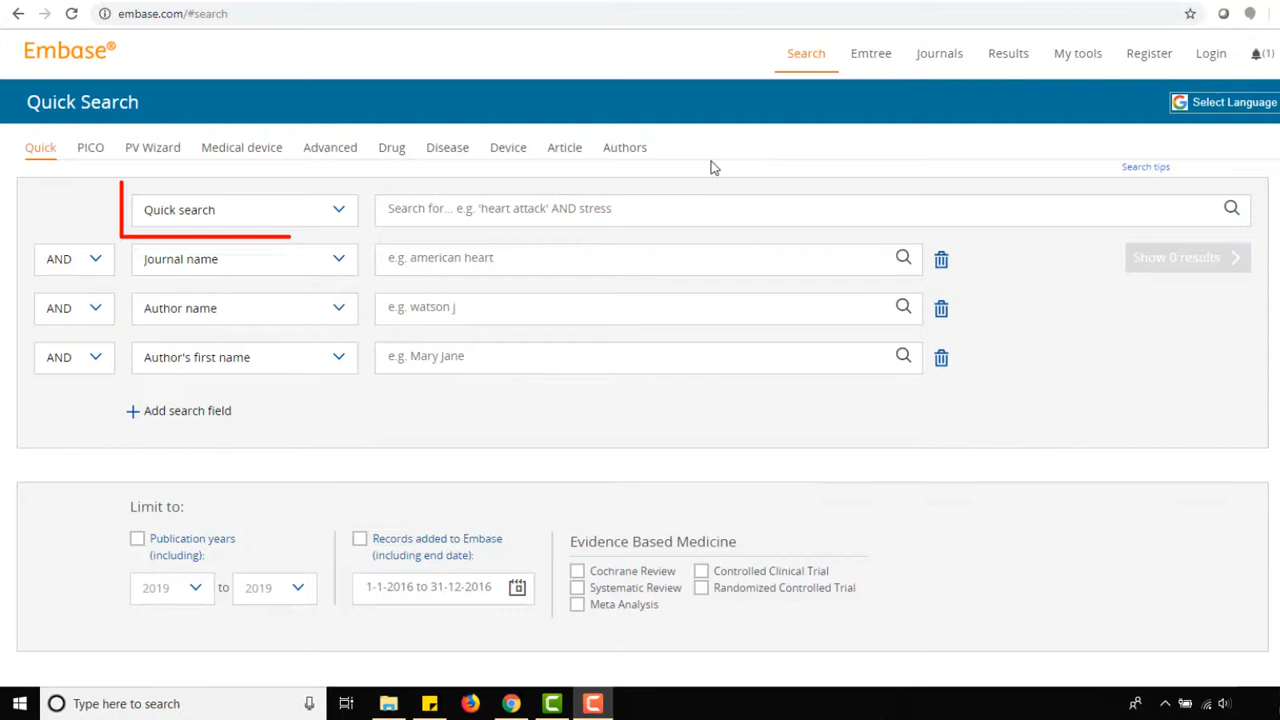 embase.com/#search
Embase®
Search Emtree Journals Results My tools Register Login (1)
Quick Search
Select Language
Quick PICO PV Wizard Medical device Advanced Drug Disease Device Article Authors
Search tips
Quick search Search for... e.g. 'heart attack' AND stress
AND Journal name e.g. american heart Show 0 results
AND Author name e.g. watson j
AND Author's first name e.g. Mary Jane
Add search field
Limit to:
Publication years
(including):
2019 to 2019
Records added to Embase
(including end date):
1-1-2016 to 31-12-2016
Evidence Based Medicine
Cochrane Review Controlled Clinical Trial
Systematic Review Randomized Controlled Trial
Meta Analysis
Type here to search